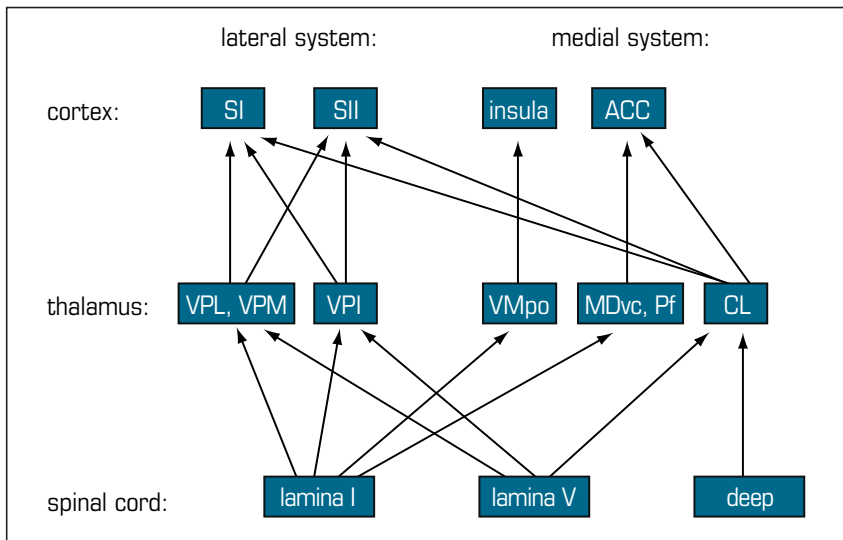 lateral system: medial system:
cortex: SI SII insula ACC
thalamus: VPL, VPM VPI VMpo MDvc, Pf CL
spinal cord: lamina I lamina V deep